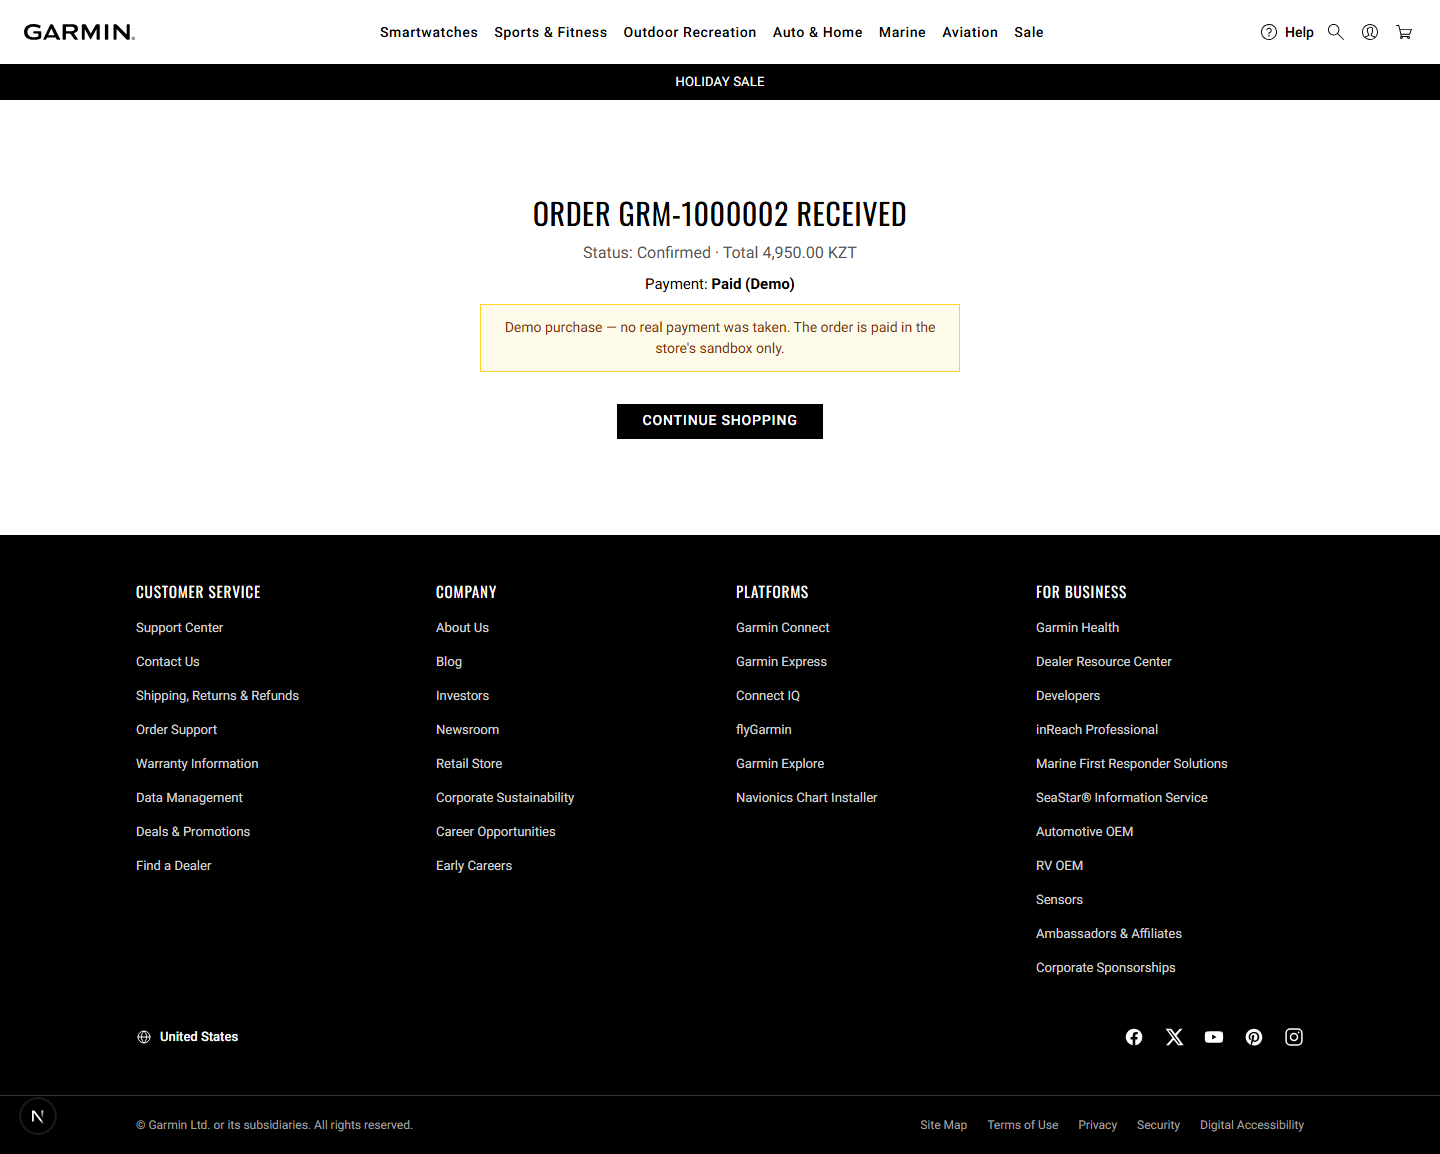 GARMIN
Smartwatches Sports & Fitness Outdoor Recreation Auto & Home Marine Aviation Sale
Help
HOLIDAY SALE
ORDER GRM-1000002 RECEIVED
Status: Confirmed · Total 4,950.00 KZT
Payment: Paid (Demo)
Demo purchase — no real payment was taken. The order is paid in the
store's sandbox only.
CONTINUE SHOPPING
CUSTOMER SERVICE
Support Center
Contact Us
Shipping, Returns & Refunds
Order Support
Warranty Information
Data Management
Deals & Promotions
Find a Dealer
COMPANY
About Us
Blog
Investors
Newsroom
Retail Store
Corporate Sustainability
Career Opportunities
Early Careers
PLATFORMS
Garmin Connect
Garmin Express
Connect IQ
flyGarmin
Garmin Explore
Navionics Chart Installer
FOR BUSINESS
Garmin Health
Dealer Resource Center
Developers
inReach Professional
Marine First Responder Solutions
SeaStar® Information Service
Automotive OEM
RV OEM
Sensors
Ambassadors & Affiliates
Corporate Sponsorships
United States
N
© Garmin Ltd. or its subsidiaries. All rights reserved.
Site Map Terms of Use Privacy Security Digital Accessibility